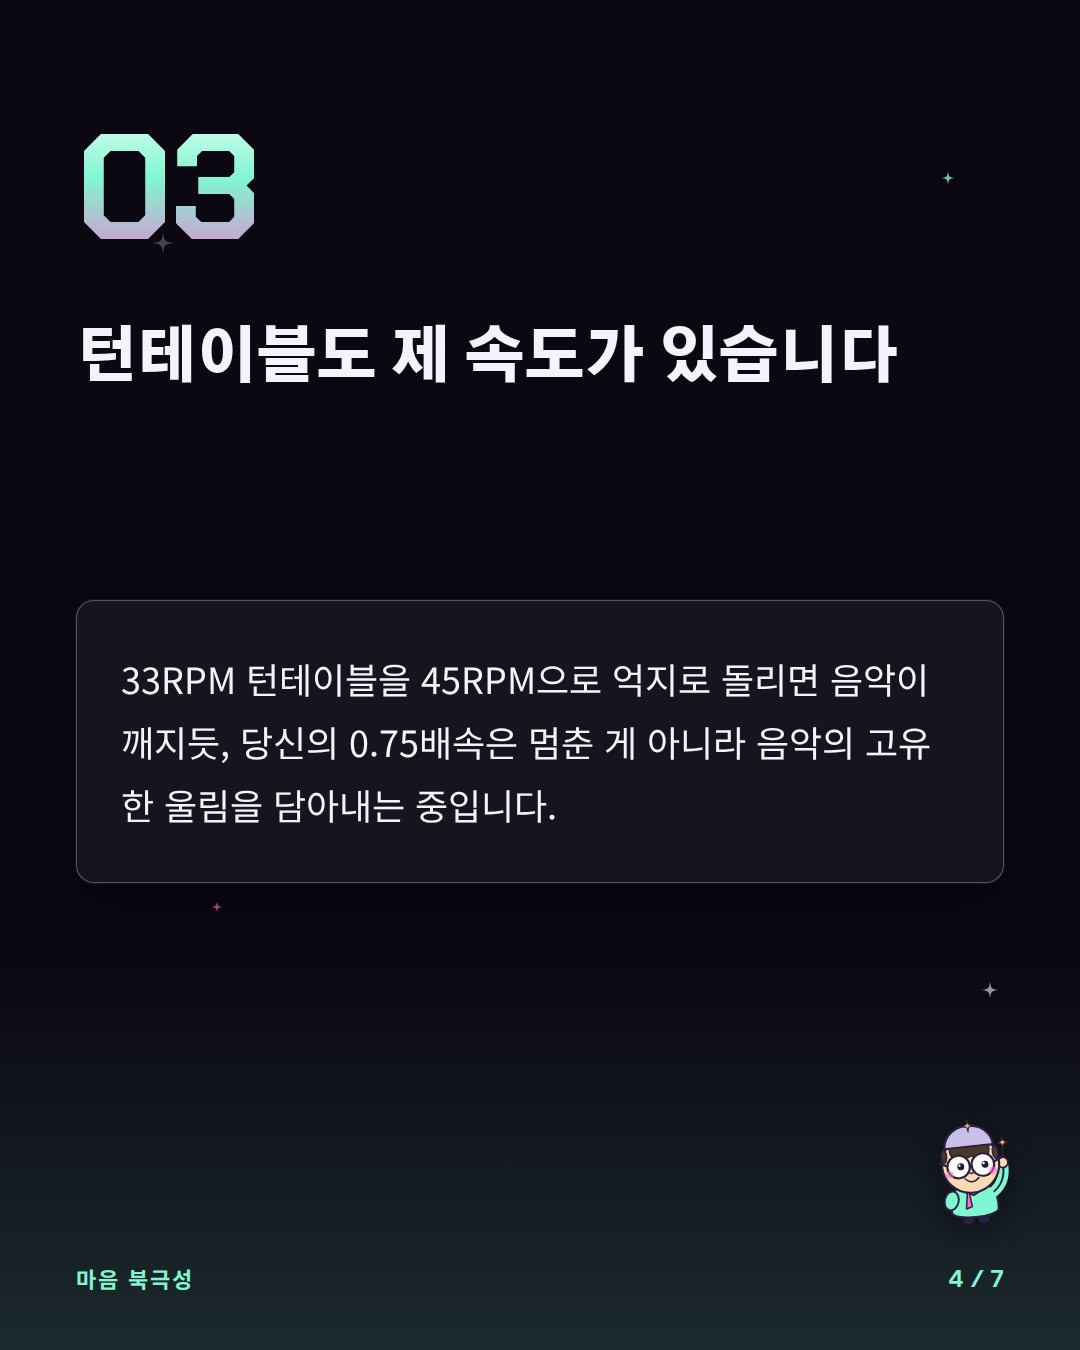 03
턴테이블도 제 속도가 있습니다
33RPM 턴테이블을 45RPM으로 억지로 돌리면 음악이
깨지듯, 당신의 0.75배속은 멈춘 게 아니라 음악의 고유
한 울림을 담아내는 중입니다.
마음 북극성
4 / 7